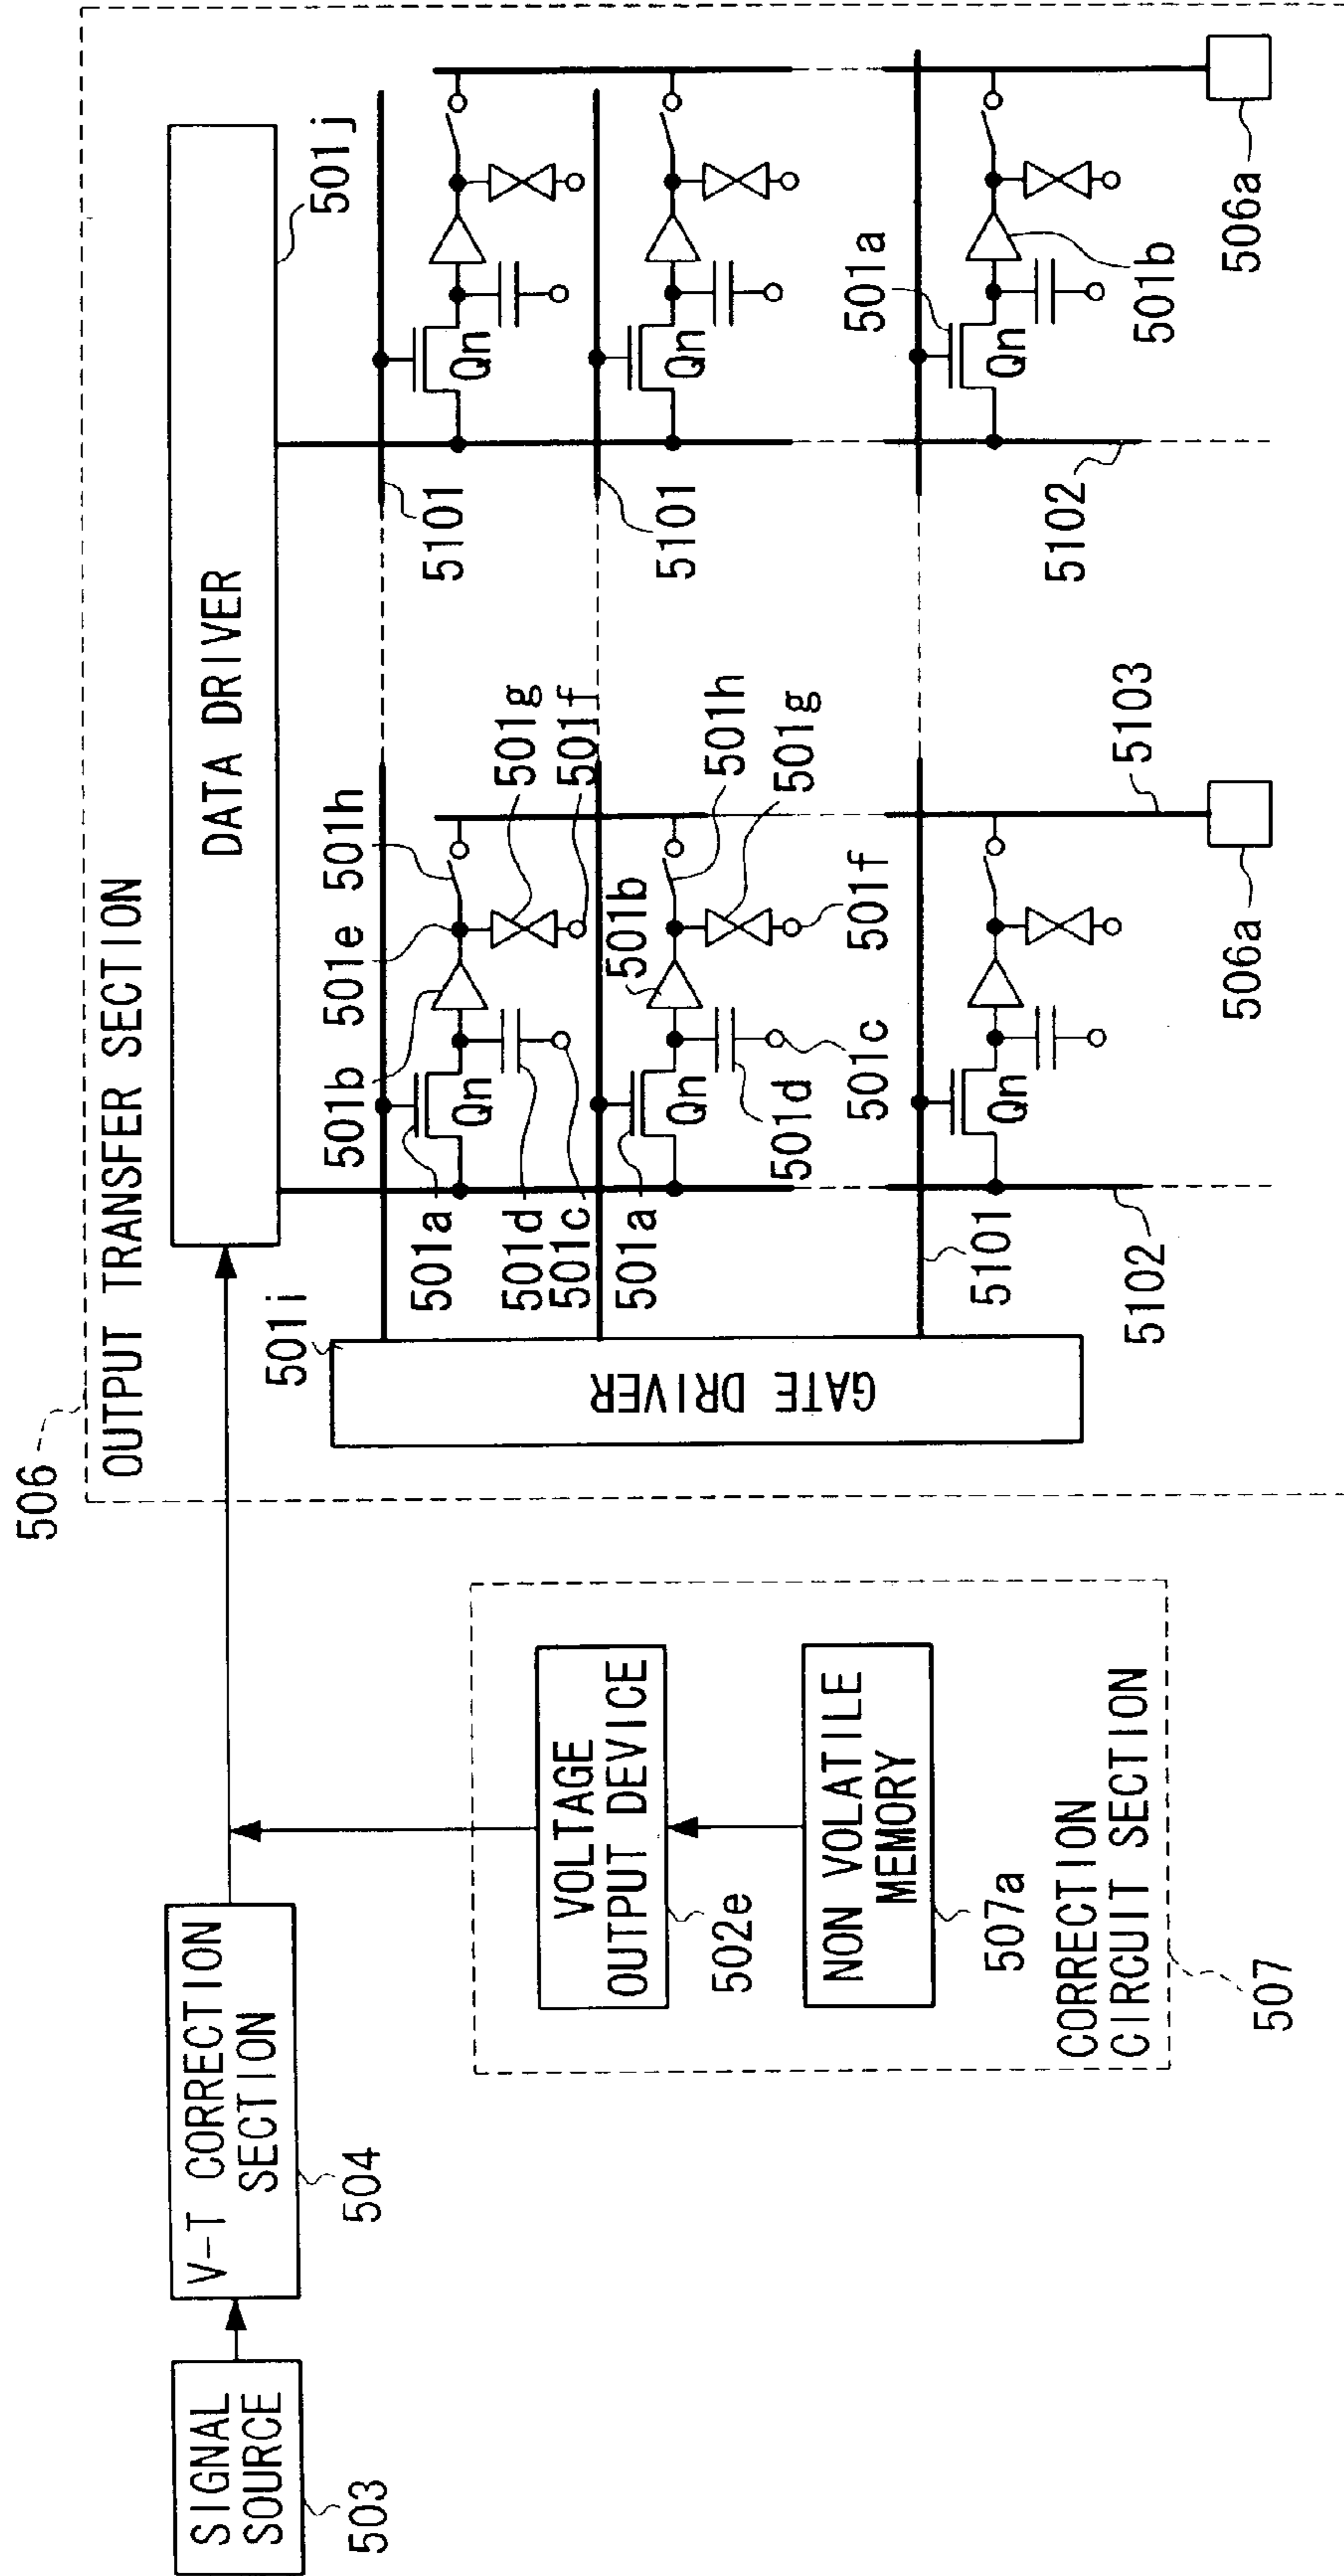 506
OUTPUT TRANSFER SECTION
SIGNAL
SOURCE
503
V-T CORRECTION
SECTION
504
DATA DRIVER
501j
VOLTAGE
OUTPUT DEVICE
502e
NON VOLATILE
MEMORY
507a
CORRECTION
CIRCUIT SECTION
507
501i
GATE DRIVER
501b
501e
501h
501g
501f
501a
Qn
501d
501c
5101
501b
501h
501g
501a
Qn
501d
501c
501f
5101
Qn
5101
5102
5103
506a
Qn
Qn
501a
Qn
501b
5102
506a